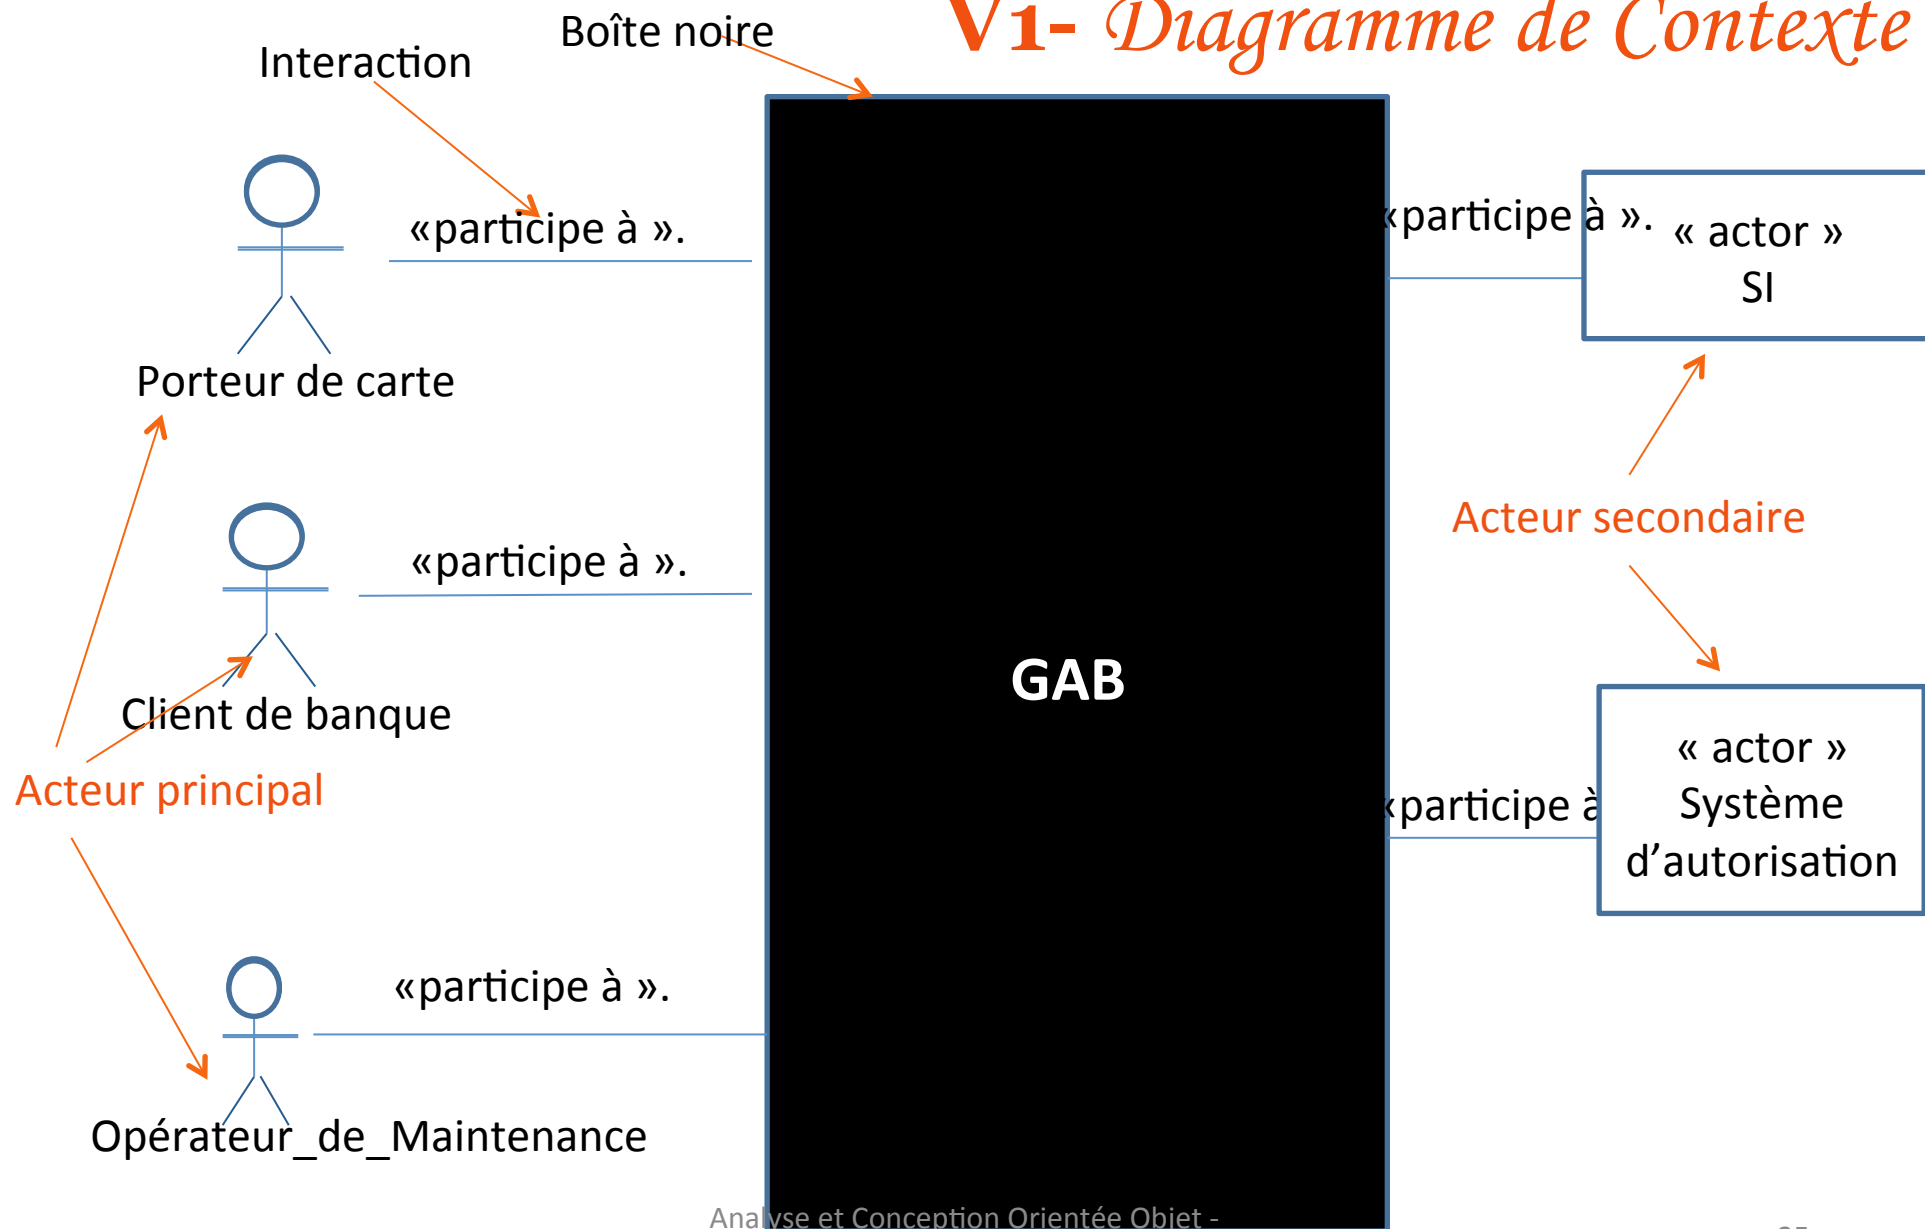 V1- Diagramme de Contexte
Boîte noire
Interaction
«participe à ».
«participe à ».
« actor »
SI
Porteur de carte
Acteur secondaire
«participe à ».
GAB
Client de banque
Acteur principal
«participe à
« actor »
Système
d’autorisation
«participe à ».
Opérateur_de_Maintenance
Analyse et Conception Orientée Objet -